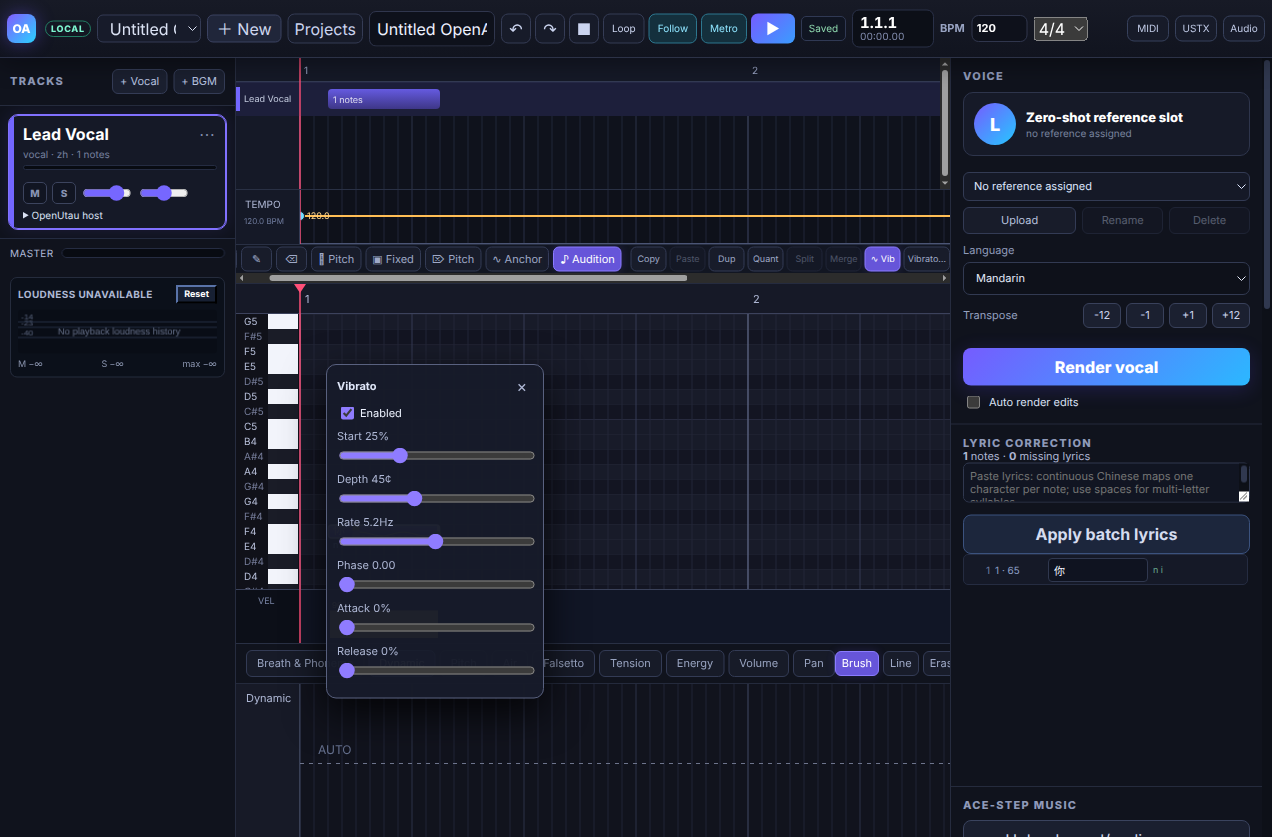 OA LOCAL Untitled ( + New Projects Untitled OpenA Loop Follow Metro Saved 1.1.1 BPM 120 4/4 MIDI USTX Audio
00:00.00
TRACKS + Vocal + BGM
Lead Vocal ...
vocal · zh · 1 notes
M S
OpenUtau host
MASTER
LOUDNESS UNAVAILABLE Reset
-14
-23
-40
No playback loudness history
M −∞ S −∞ max −∞
1 2
Lead Vocal 1 notes
TEMPO
120.0 BPM
120.0
Pitch Fixed Pitch Anchor Audition Copy Paste Dup Quant Split Merge Vib Vibrato...
1 2
G5
F#5
F5
E5
D#5
D5
C#5
C5
B4
A#4
A4
G#4
G4
F#4
F4
E4
D#4
D4
VEL
Vibrato ×
Enabled
Start 25%
Depth 45¢
Rate 5.2Hz
Phase 0.00
Attack 0%
Release 0%
Breath & Phon Falsetto Tension Energy Volume Pan Brush Line Eras
Dynamic
AUTO
VOICE
L Zero-shot reference slot
no reference assigned
No reference assigned
Upload Rename Delete
Language
Mandarin
Transpose -12 -1 +1 +12
Render vocal
Auto render edits
LYRIC CORRECTION
1 notes · 0 missing lyrics
Paste lyrics: continuous Chinese maps one
character per note; use spaces for multi-letter
Apply batch lyrics
1 1 · 65 你 n i
ACE-STEP MUSIC